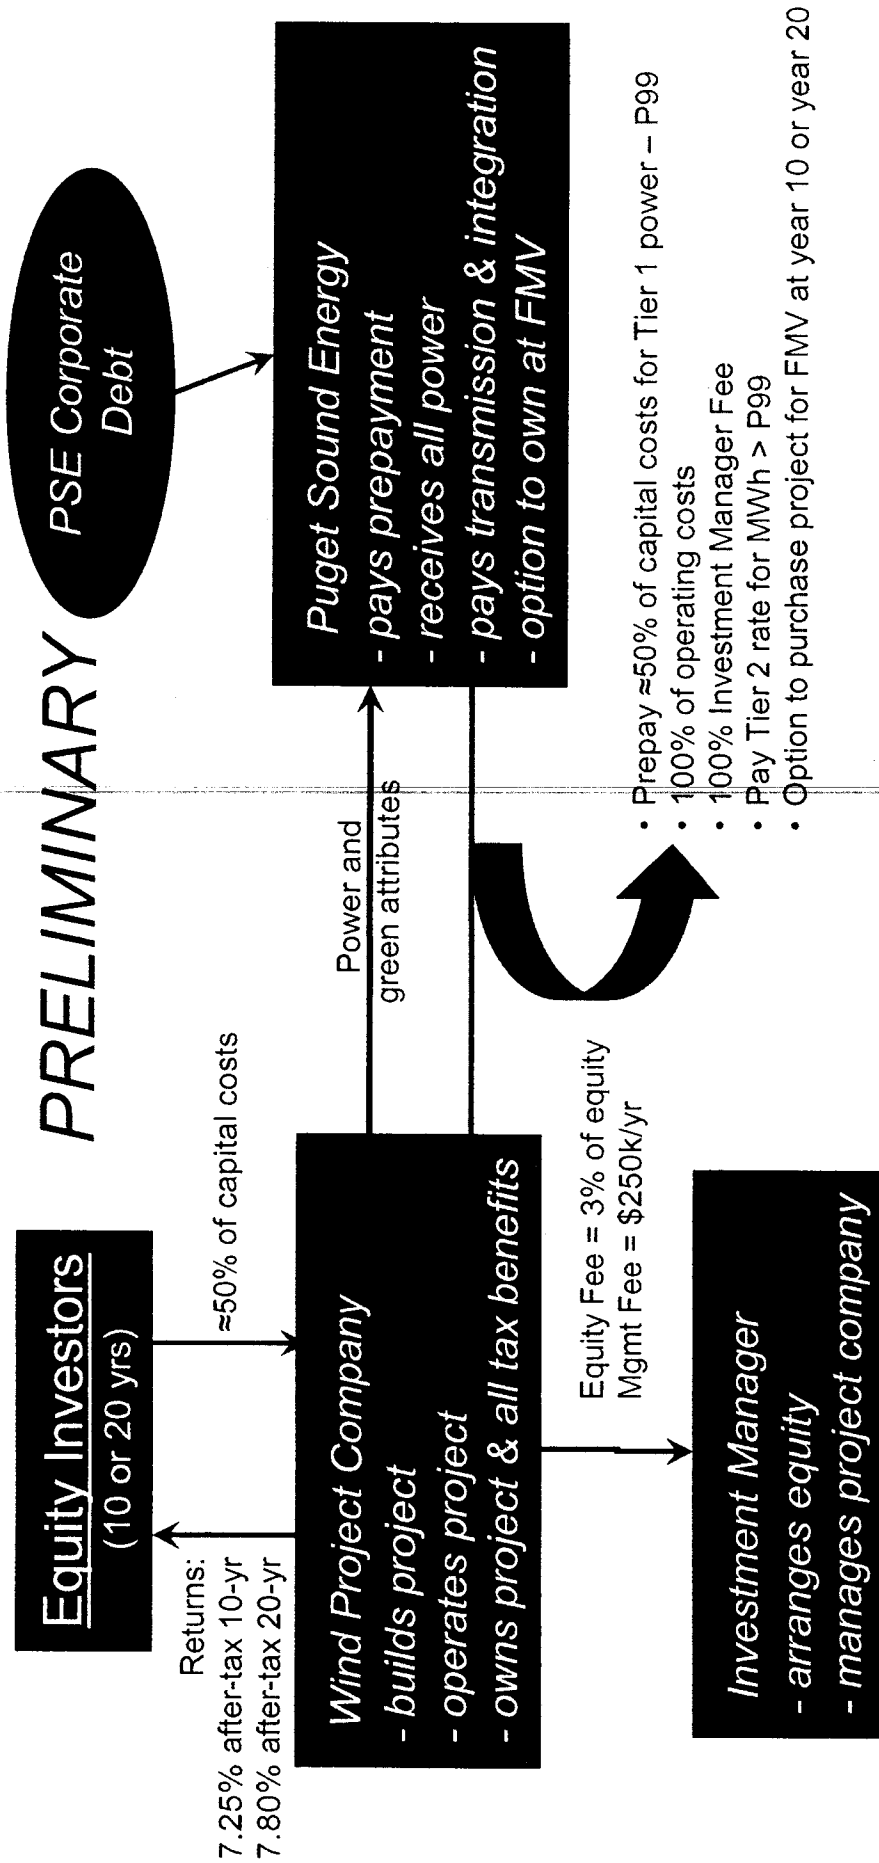 PRELIMINARY
PSE Corporate
Debt
Equity Investors
(10 or 20 yrs)
Returns:
7.25% after-tax 10-yr
7.80% after-tax 20-yr
≈50% of capital costs
Wind Project Company
- builds project
- operates project
- owns project & all tax benefits
Power and
green attributes
Puget Sound Energy
- pays prepayment
- receives all power
- pays transmission & integration
- option to own at FMV
Equity Fee = 3% of equity
Mgmt Fee = $250k/yr
Investment Manager
- arranges equity
- manages project company
• Prepay ≈50% of capital costs for Tier 1 power – P99
• 100% of operating costs
• 100% Investment Manager Fee
• Pay Tier 2 rate for MWh > P99
• Option to purchase project for FMV at year 10 or year 20